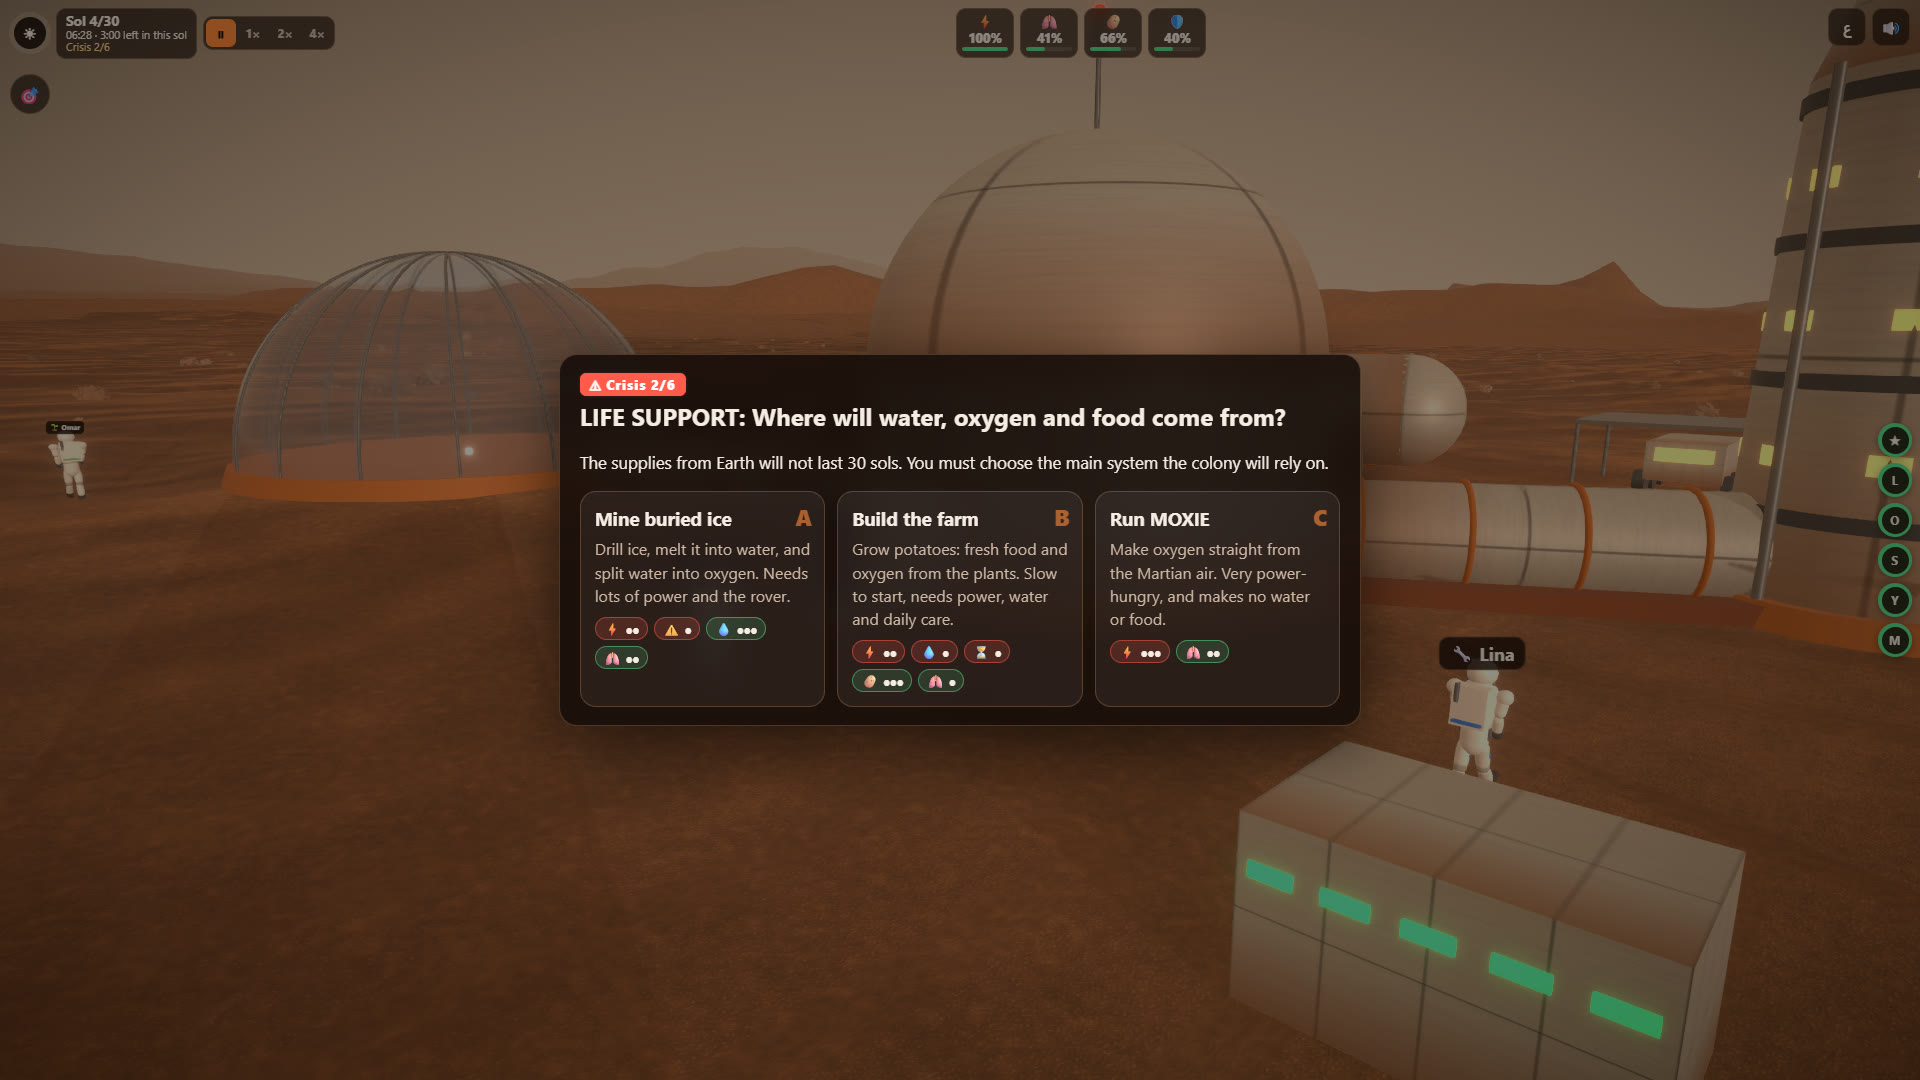 Sol 4/30
06:28 · 3:00 left in this sol
Crisis 2/6
1×
2×
4×
100%
41%
66%
40%
ع
Omar
Crisis 2/6
LIFE SUPPORT: Where will water, oxygen and food come from?
The supplies from Earth will not last 30 sols. You must choose the main system the colony will rely on.
Mine buried ice
A
Drill ice, melt it into water, and
split water into oxygen. Needs
lots of power and the rover.
Build the farm
B
Grow potatoes: fresh food and
oxygen from the plants. Slow
to start, needs power, water
and daily care.
Run MOXIE
C
Make oxygen straight from
the Martian air. Very power-
hungry, and makes no water
or food.
L
O
S
Y
M
Lina